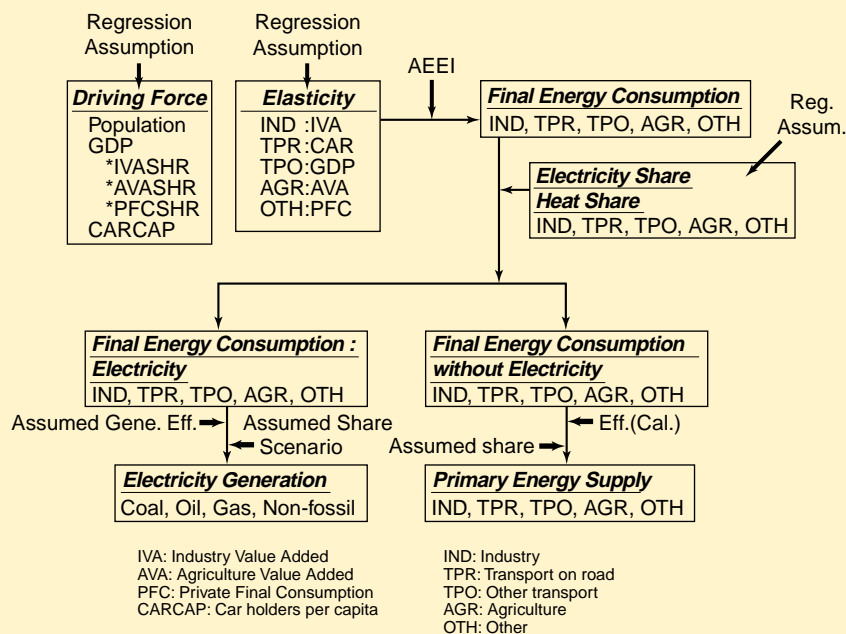 Regression
Assumption
Regression
Assumption
AEEI
Driving Force
Population
GDP
*IVASHR
*AVASHR
*PFCSHR
CARCAP
Elasticity
IND :IVA
TPR:CAR
TPO:GDP
AGR:AVA
OTH:PFC
Final Energy Consumption
IND, TPR, TPO, AGR, OTH
Reg.
Assum.
Electricity Share
Heat Share
IND, TPR, TPO, AGR, OTH
Final Energy Consumption :
Electricity
IND, TPR, TPO, AGR, OTH
Final Energy Consumption
without Electricity
IND, TPR, TPO, AGR, OTH
Assumed Gene. Eff.
Assumed Share
Scenario
Eff.(Cal.)
Assumed share
Electricity Generation
Coal, Oil, Gas, Non-fossil
Primary Energy Supply
IND, TPR, TPO, AGR, OTH
IVA: Industry Value Added
AVA: Agriculture Value Added
PFC: Private Final Consumption
CARCAP: Car holders per capita
IND: Industry
TPR: Transport on road
TPO: Other transport
AGR: Agriculture
OTH: Other